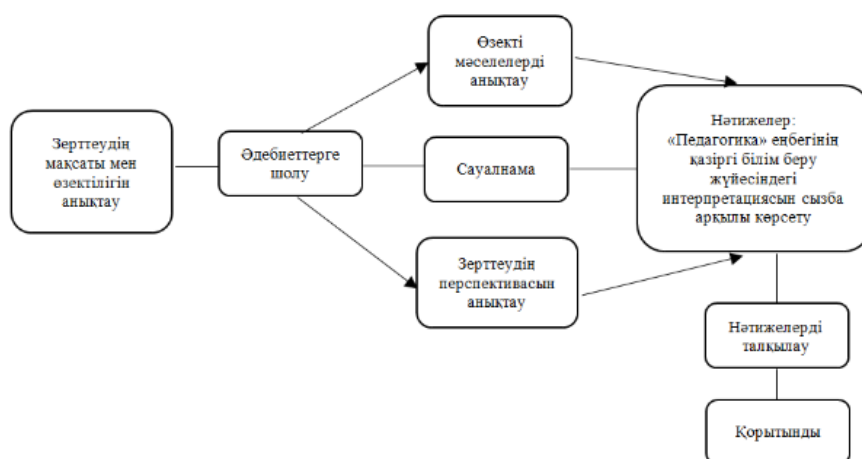 Зерттеудің
мақсаты мен
өзектілігін
анықтау
Әдебиеттерге
шолу
Өзекті
мәселелерді
анықтау
Сауалнама
Зерттеудің
перспективасын
анықтау
Нәтижелер:
«Педагогика» еңбегінің
қазіргі білім беру
жүйесіндегі
интерпретациясын сызба
арқылы көрсету
Нәтижелерді
талқылау
Қорытынды